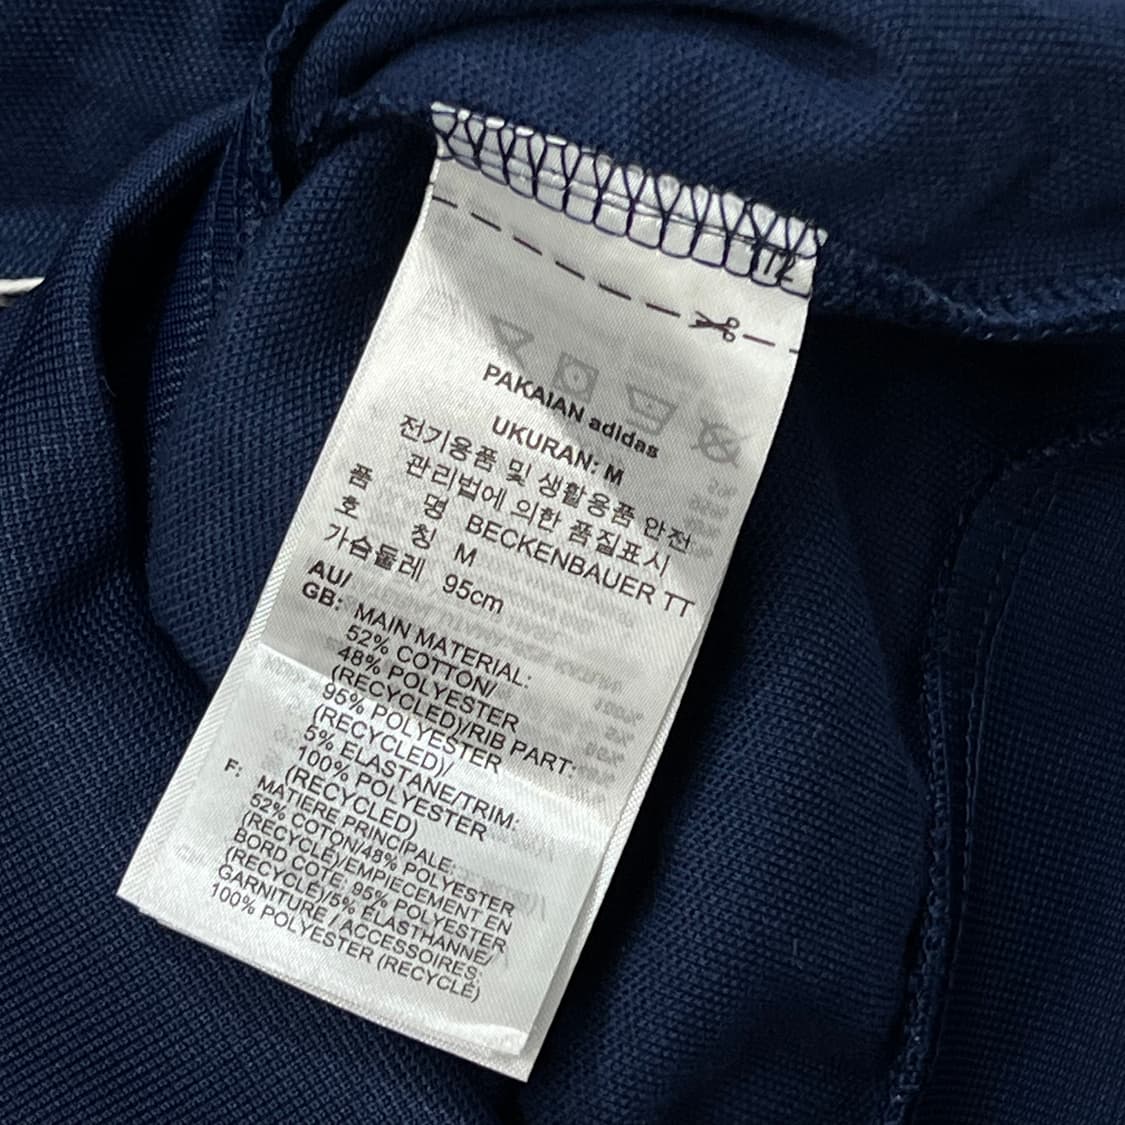 T2
PAKAIAN adidas
UKURAN: M
전기용품 및 생활용품 안전
관리법에 의한 품질표시
품 명 BECKENBAUER TT
호 칭 M
가슴둘레 95cm
AU/
GB: MAIN MATERIAL:
52% COTTON/
48% POLYESTER
(RECYCLED)/RIB PART:
95% POLYESTER
(RECYCLED)/
5% ELASTANE/TRIM:
100% POLYESTER
(RECYCLED)
F: MATIERE PRINCIPALE:
52% COTON/48% POLYESTER
(RECYCLÉ)/EMPIECEMENT EN
BORD COTE: 95% POLYESTER
(RECYCLÉ)/5% ÉLASTHANNE/
GARNITURE / ACCESSOIRES:
100% POLYESTER (RECYCLÉ)